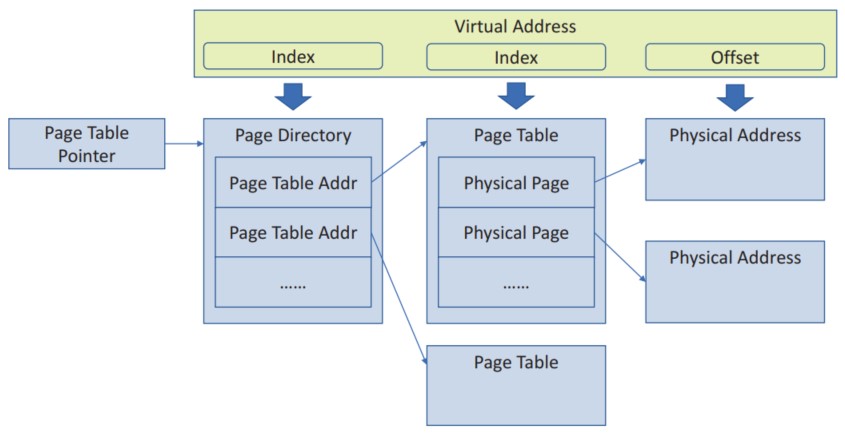 Virtual Address
Index
Index
Offset
Page Table
Pointer
Page Directory
Page Table Addr
Page Table Addr
......
Page Table
Physical Page
Physical Page
......
Physical Address
Physical Address
Page Table